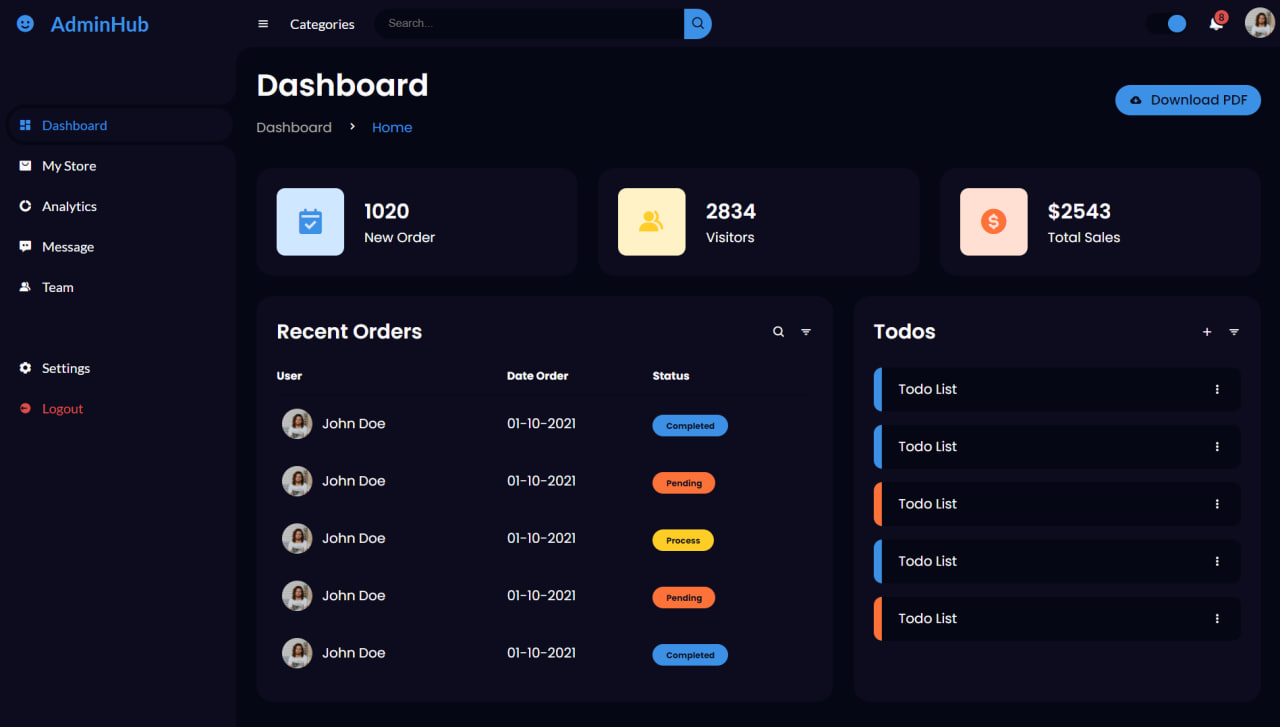 AdminHub
Categories
Search...
8
Dashboard
My Store
Analytics
Message
Team
Settings
Logout
Dashboard
Dashboard Home
Download PDF
1020
New Order
2834
Visitors
$2543
Total Sales
Recent Orders
User Date Order Status
John Doe 01-10-2021 Completed
John Doe 01-10-2021 Pending
John Doe 01-10-2021 Process
John Doe 01-10-2021 Pending
John Doe 01-10-2021 Completed
Todos
Todo List
Todo List
Todo List
Todo List
Todo List